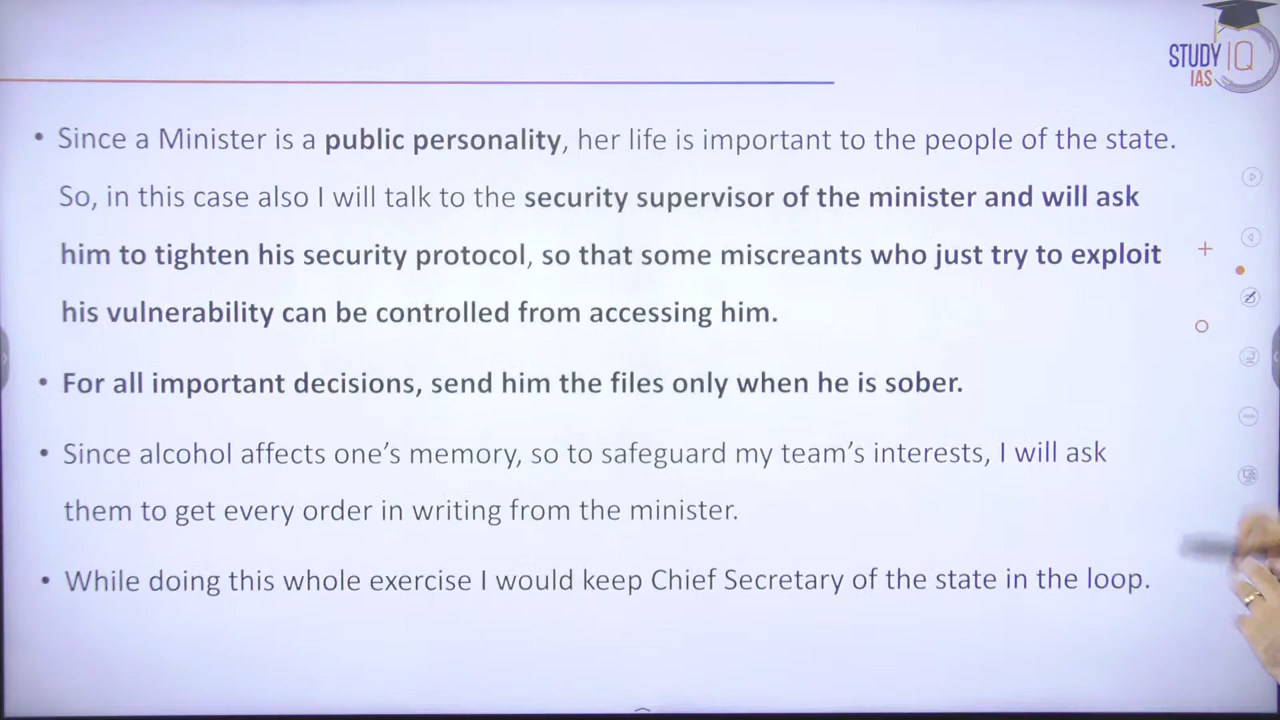 STUDY IQ
IAS
• Since a Minister is a public personality, her life is important to the people of the state.
So, in this case also I will talk to the security supervisor of the minister and will ask
him to tighten his security protocol, so that some miscreants who just try to exploit
his vulnerability can be controlled from accessing him.
• For all important decisions, send him the files only when he is sober.
• Since alcohol affects one's memory, so to safeguard my team's interests, I will ask
them to get every order in writing from the minister.
• While doing this whole exercise I would keep Chief Secretary of the state in the loop.